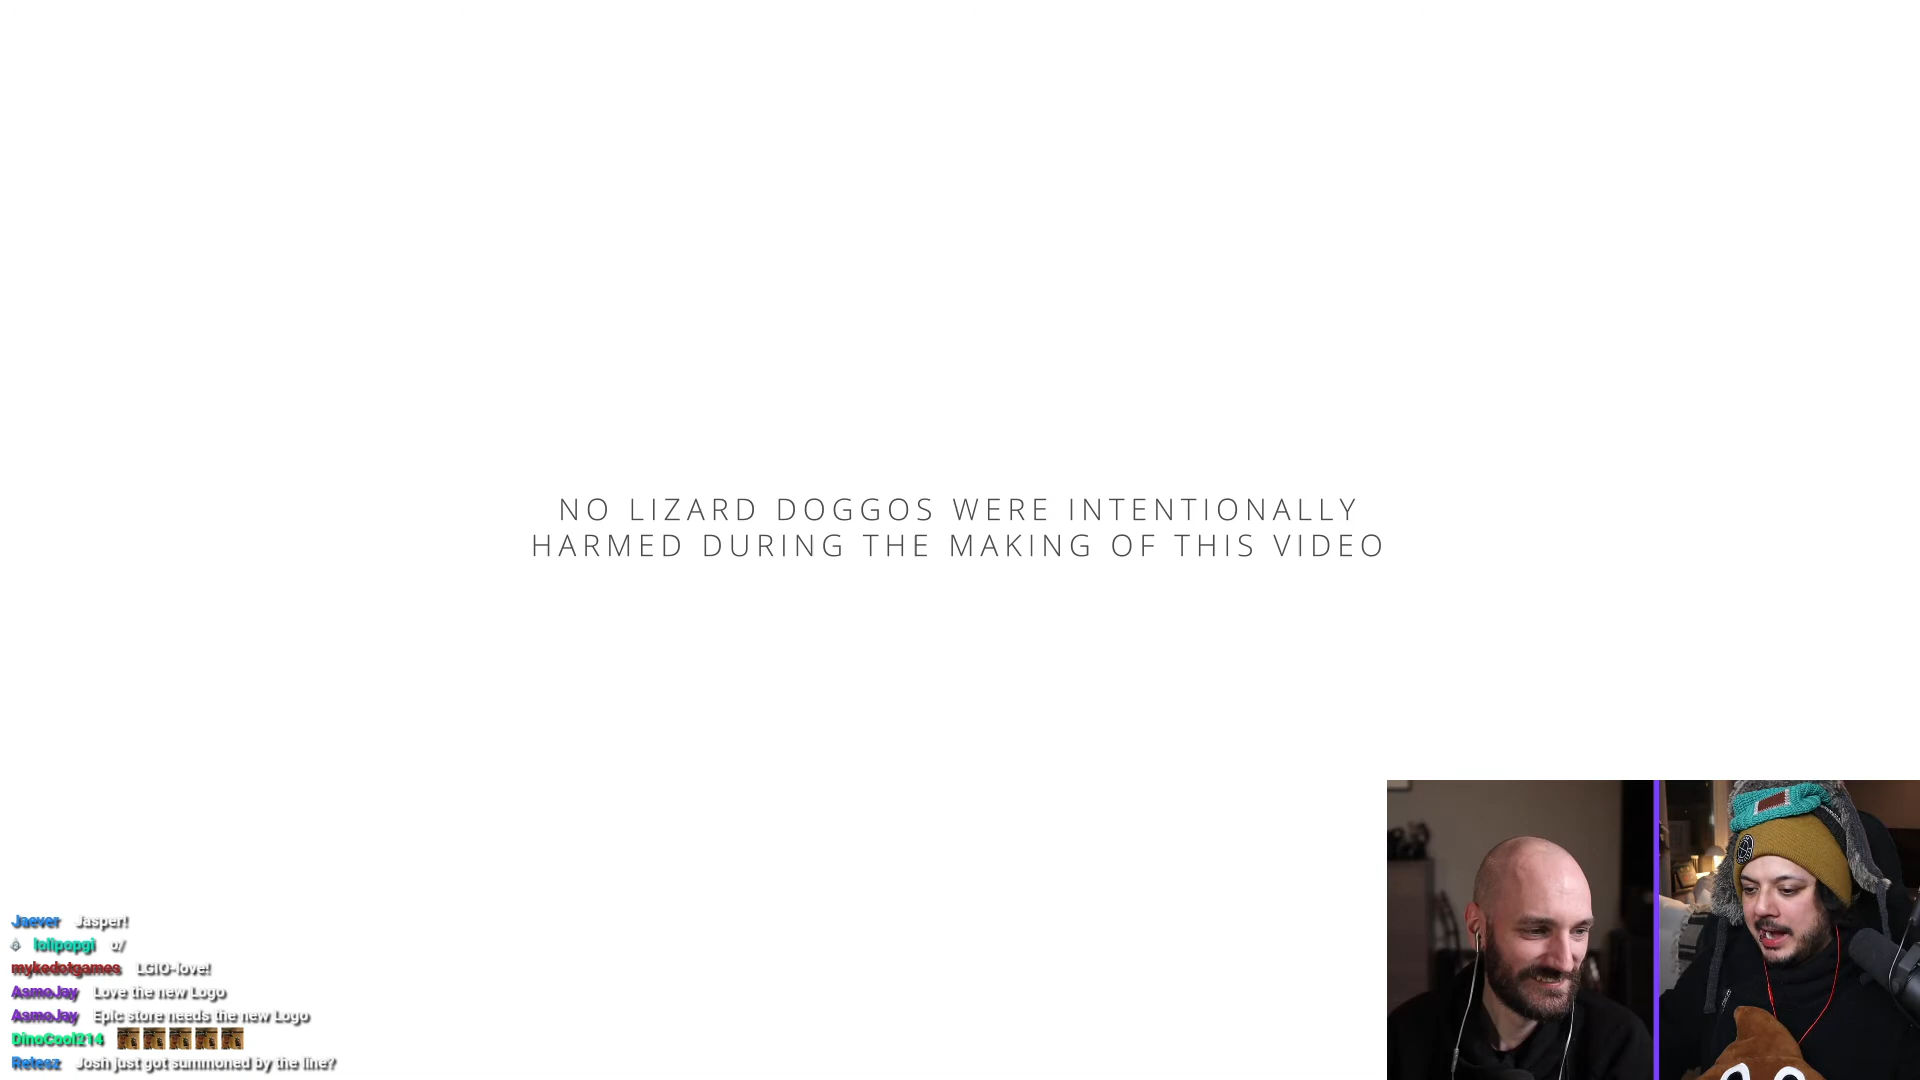 NO LIZARD DOGGOS WERE INTENTIONALLY
HARMED DURING THE MAKING OF THIS VIDEO
Jaever Jasper!
lolipopgi o/
mykedotgames LGIO-love!
AsmoJay Love the new Logo
AsmoJay Epic store needs the new Logo
DinoCool214
Retesz Josh just got summoned by the line?